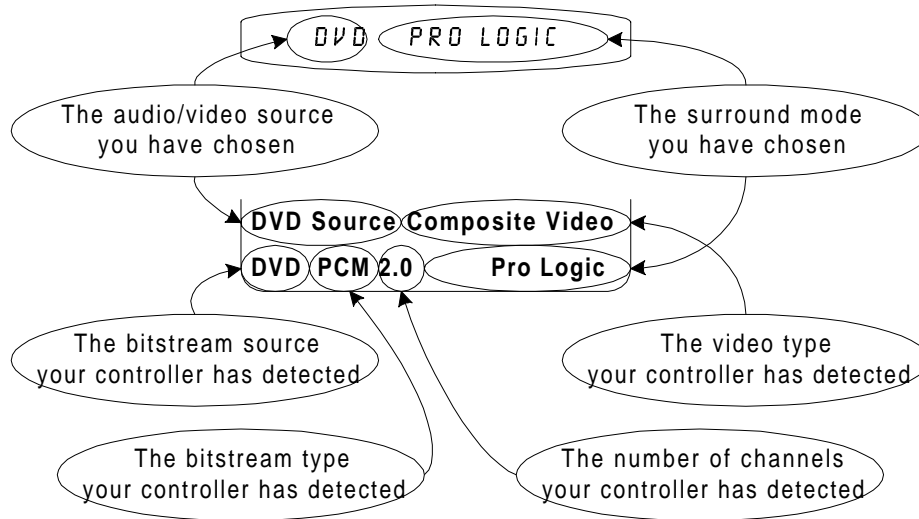 DVD PRO LOGIC
The audio/video source
you have chosen
The surround mode
you have chosen
DVD Source Composite Video
DVD PCM 2.0 Pro Logic
The bitstream source
your controller has detected
The video type
your controller has detected
The bitstream type
your controller has detected
The number of channels
your controller has detected